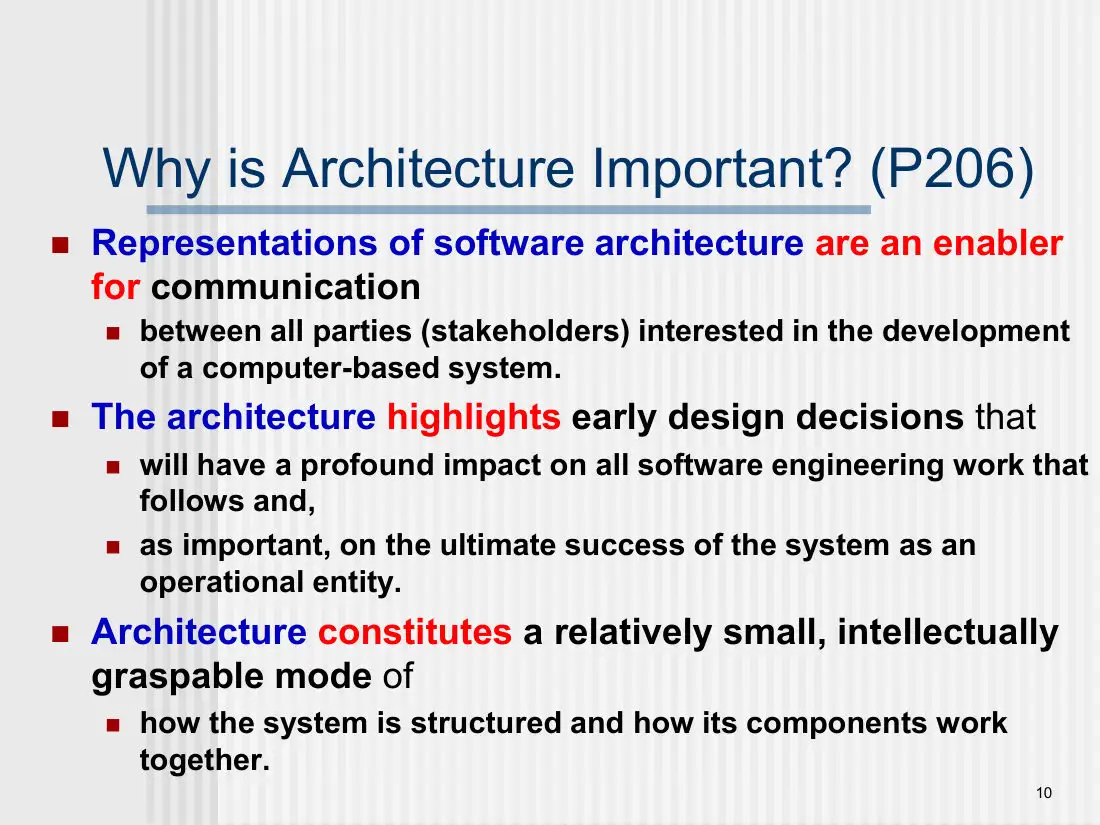 Why is Architecture Important? (P206)
Representations of software architecture are an enabler
for communication
between all parties (stakeholders) interested in the development
of a computer-based system.
The architecture highlights early design decisions that
will have a profound impact on all software engineering work that
follows and,
as important, on the ultimate success of the system as an
operational entity.
Architecture constitutes a relatively small, intellectually
graspable mode of
how the system is structured and how its components work
together.
10